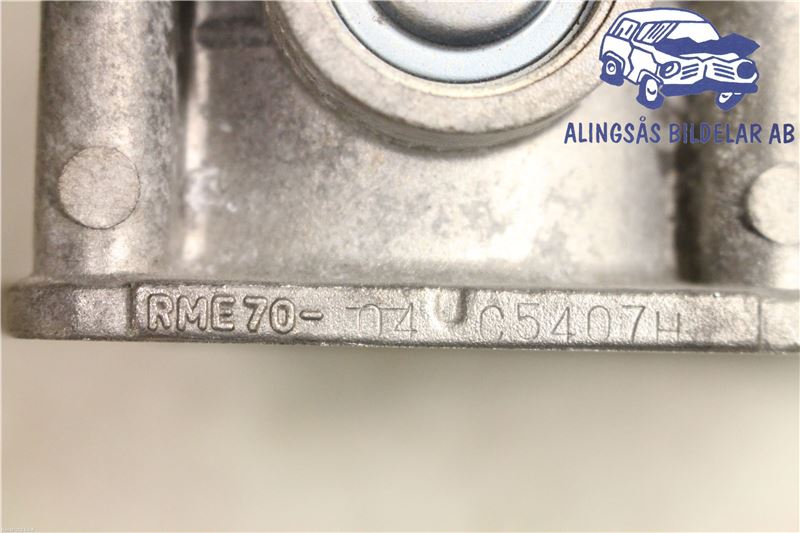 ALINGSÅS BILDELAR AB
RME70- 04 C5407H